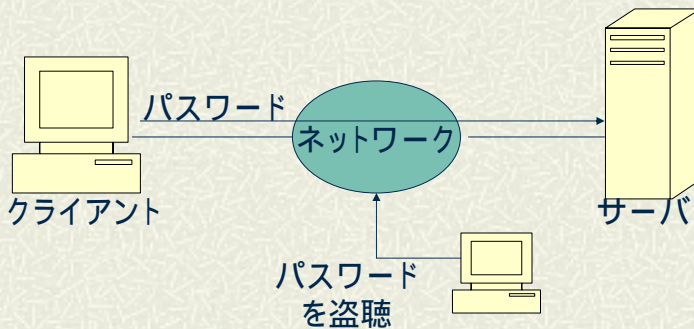 パスワード
ネットワーク
クライアント
サーバ
パスワード
を盗聴